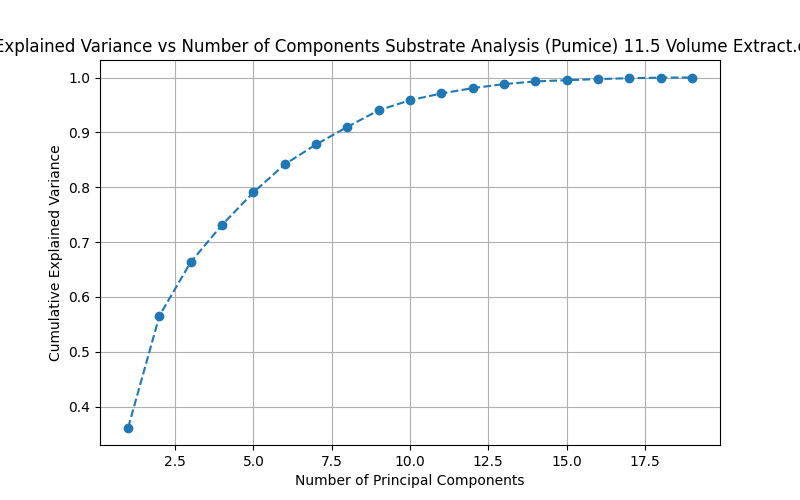 Explained Variance vs Number of Components Substrate Analysis (Pumice) 11.5 Volume Extract.
1.0
0.9
0.8
0.7
0.6
0.5
0.4
Cumulative Explained Variance
2.5 5.0 7.5 10.0 12.5 15.0 17.5
Number of Principal Components